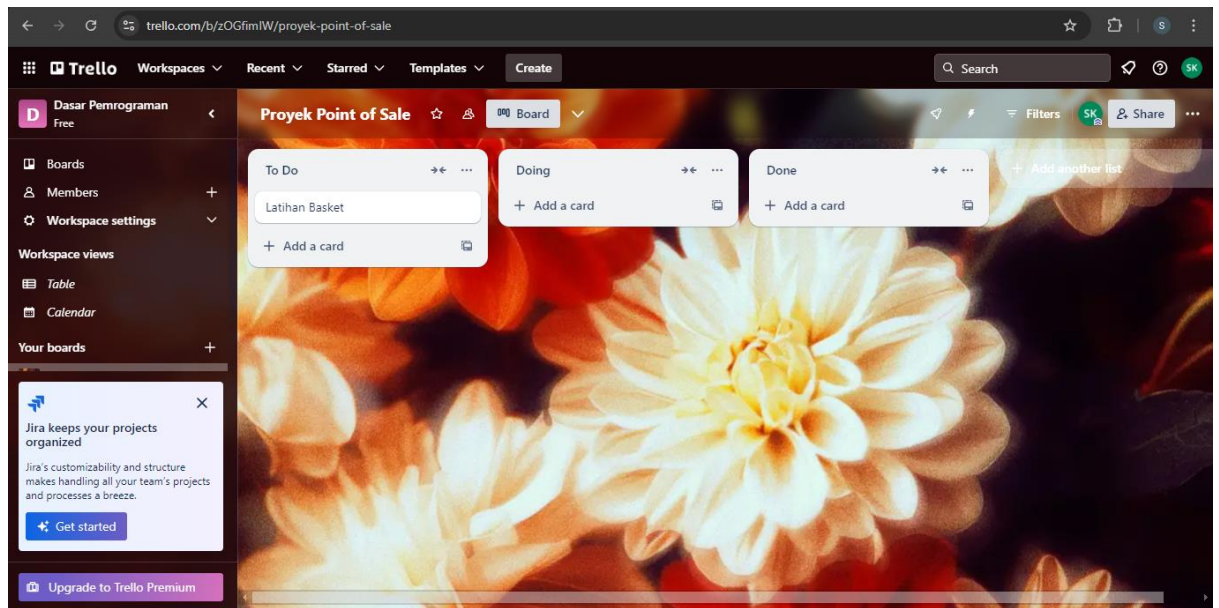 trello.com/b/zOGfimIW/proyek-point-of-sale
S
Trello Workspaces Recent Starred Templates Create Search SK
D Dasar Pemrograman
Free
Proyek Point of Sale Board Filters SK Share
Boards
Members
Workspace settings
Workspace views
Table
Calendar
Your boards
Jira keeps your projects
organized
Jira's customizability and structure
makes handling all your team's projects
and processes a breeze.
Get started
Upgrade to Trello Premium
To Do
Latihan Basket
+ Add a card
Doing
+ Add a card
Done
+ Add a card
+ Add another list